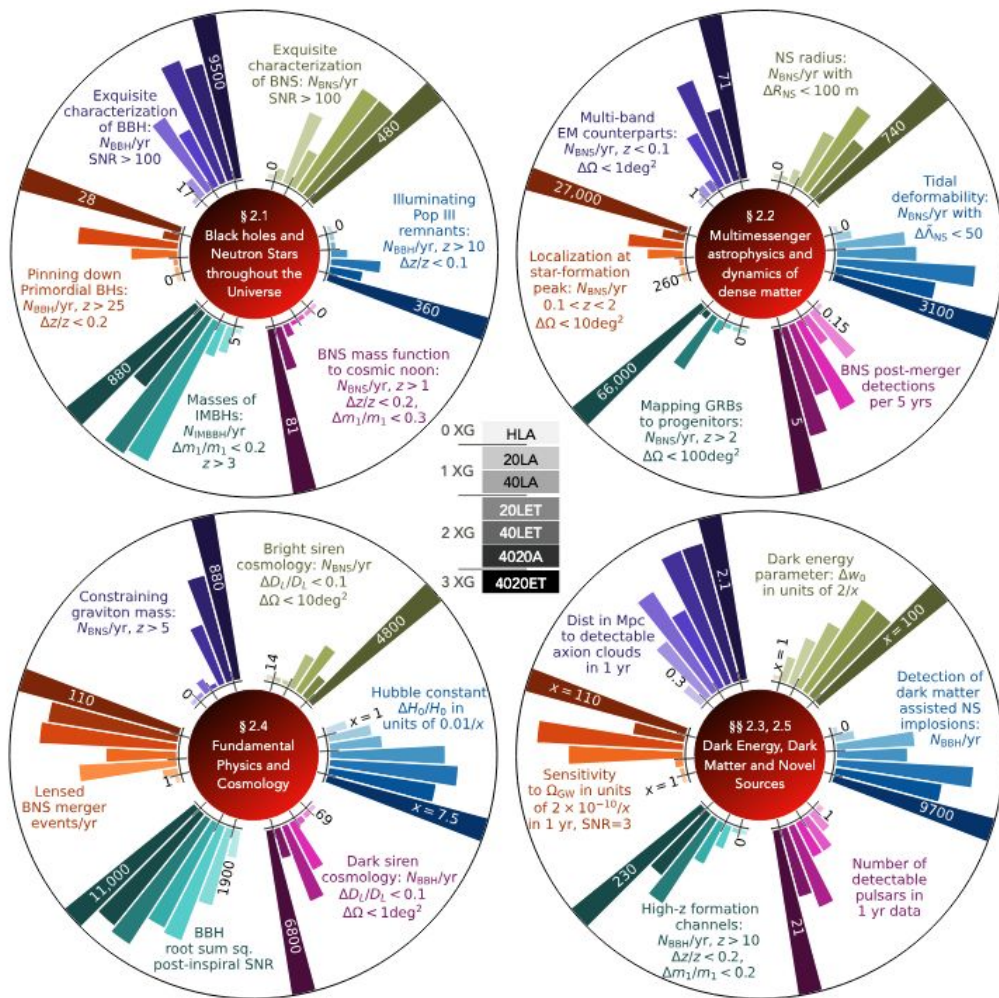 9500
Exquisite
characterization
of BNS: N_BNS/yr
SNR > 100
0
480
Exquisite
characterization
of BBH:
N_BBH/yr
SNR > 100
17
28
§ 2.1
Black holes and
Neutron Stars
throughout the
Universe
0
Illuminating
Pop III
remnants:
N_BBH/yr, z > 10
Δz/z < 0.1
360
Pinning down
Primordial BHs:
N_BBH/yr, z > 25
Δz/z < 0.2
0
880
5
Masses of
IMBHs:
N_IMBBH/yr
Δm₁/m₁ < 0.2
z > 3
0
81
BNS mass function
to cosmic noon:
N_BNS/yr, z > 1
Δz/z < 0.2,
Δm₁/m₁ < 0.3
71
NS radius:
N_BNS/yr with
ΔR_NS < 100 m
0
740
Multi-band
EM counterparts:
N_BNS/yr, z < 0.1
ΔΩ < 1deg²
1
27,000
§ 2.2
Multimessenger
astrophysics and
dynamics of
dense matter
Tidal
deformability:
N_BNS/yr with
ΔΛ̃_NS < 50
0
3100
Localization at
star-formation
peak: N_BNS/yr
0.1 < z < 2
ΔΩ < 10deg²
260
66,000
0
Mapping GRBs
to progenitors:
N_BNS/yr, z > 2
ΔΩ < 100deg²
0.15
5
BNS post-merger
detections
per 5 yrs
0 XG
HLA
1 XG
20LA
40LA
2 XG
20LET
40LET
4020A
3 XG
4020ET
880
Bright siren
cosmology: N_BNS/yr
ΔD_L/D_L < 0.1
ΔΩ < 10deg²
14
4800
Constraining
graviton mass:
N_BNS/yr, z > 5
0
110
§ 2.4
Fundamental
Physics and
Cosmology
Hubble constant
ΔH₀/H₀ in
units of 0.01/x
x = 1
x = 7.5
Lensed
BNS merger
events/yr
1
11,000
1900
BBH
root sum sq.
post-inspiral SNR
69
6800
Dark siren
cosmology: N_BBH/yr
ΔD_L/D_L < 0.1
ΔΩ < 1deg²
2.1
Dark energy
parameter: Δw₀
in units of 2/x
x = 1
x = 100
Dist in Mpc
to detectable
axion clouds
in 1 yr
0.3
x = 110
§§ 2.3, 2.5
Dark Energy, Dark
Matter and Novel
Sources
Detection of
dark matter
assisted NS
implosions:
N_BBH/yr
0
9700
Sensitivity
to Ω_GW in units
of 2 × 10⁻¹⁰/x
in 1 yr, SNR=3
x = 1
230
0
High-z formation
channels:
N_BBH/yr, z > 10
Δz/z < 0.2,
Δm₁/m₁ < 0.2
1
21
Number of
detectable
pulsars in
1 yr data